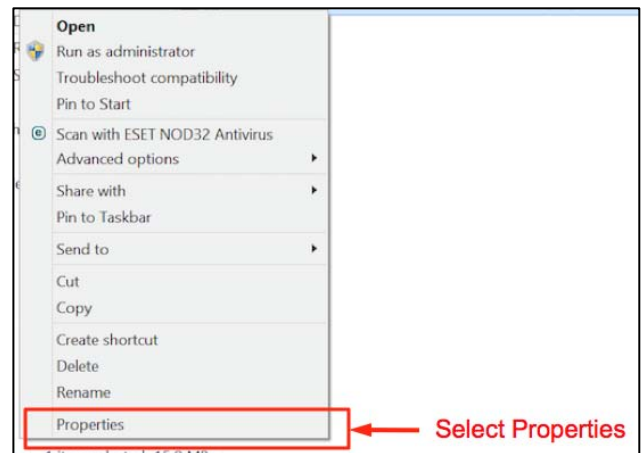 Open
Run as administrator
Troubleshoot compatibility
Pin to Start
Scan with ESET NOD32 Antivirus
Advanced options
Share with
Pin to Taskbar
Send to
Cut
Copy
Create shortcut
Delete
Rename
Properties
Select Properties